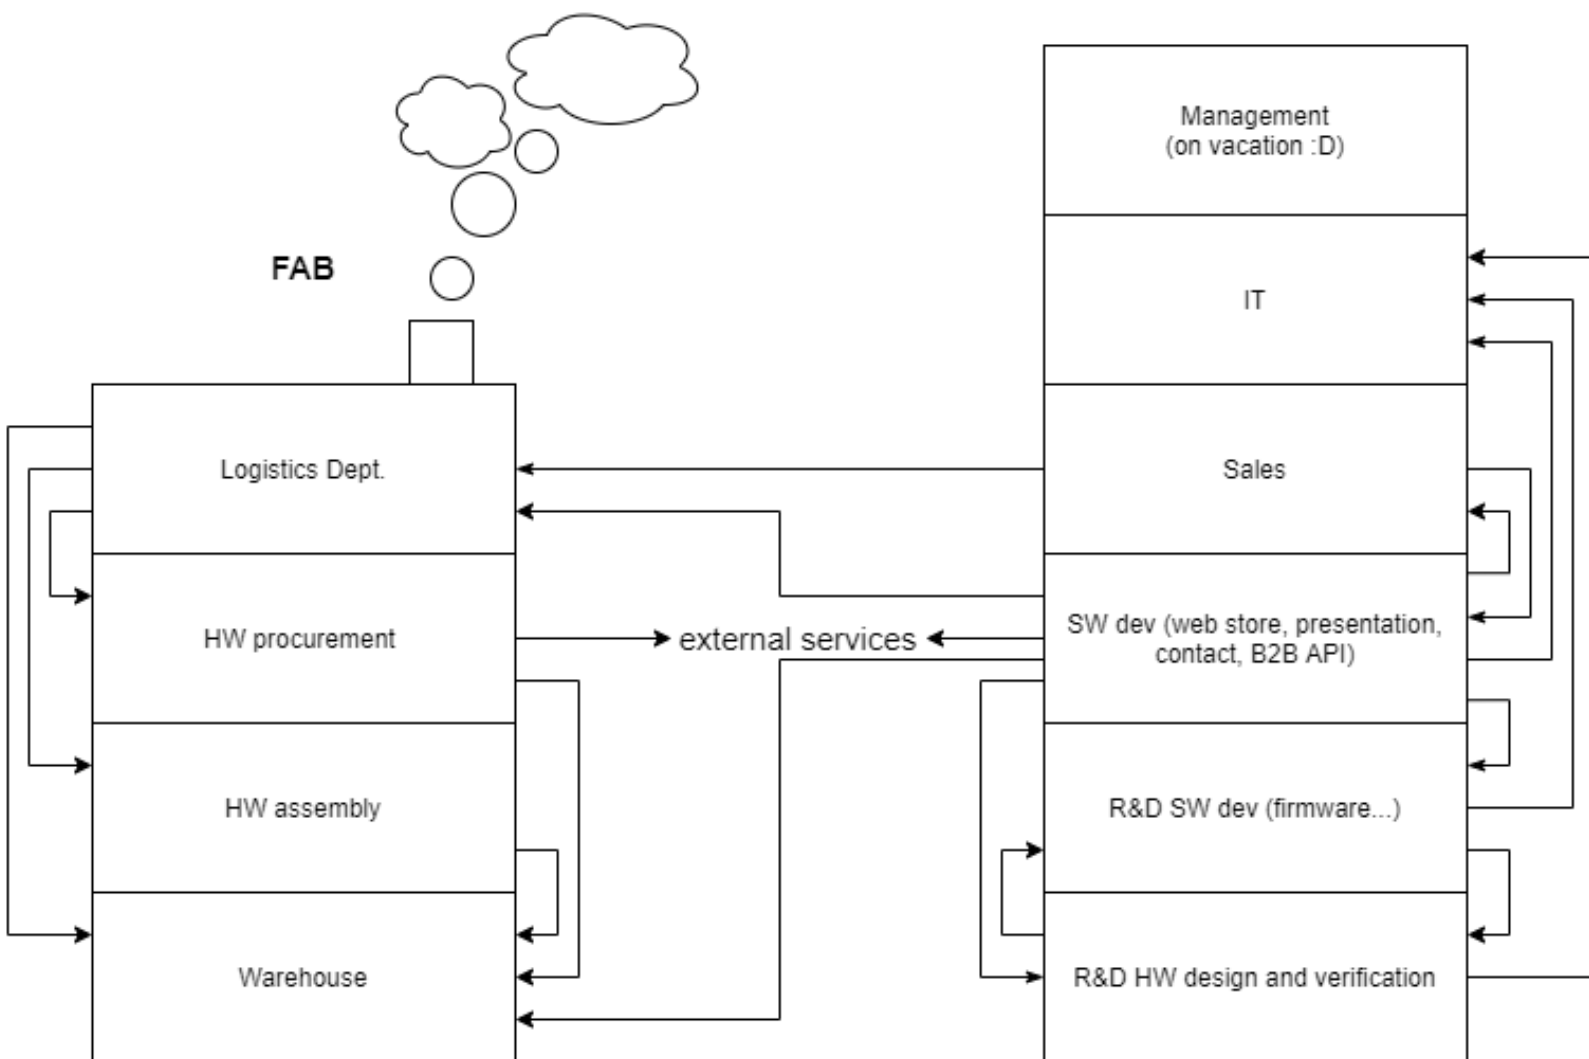 FAB
Logistics Dept.
HW procurement
HW assembly
Warehouse
external services
Management
(on vacation :D)
IT
Sales
SW dev (web store, presentation,
contact, B2B API)
R&D SW dev (firmware...)
R&D HW design and verification